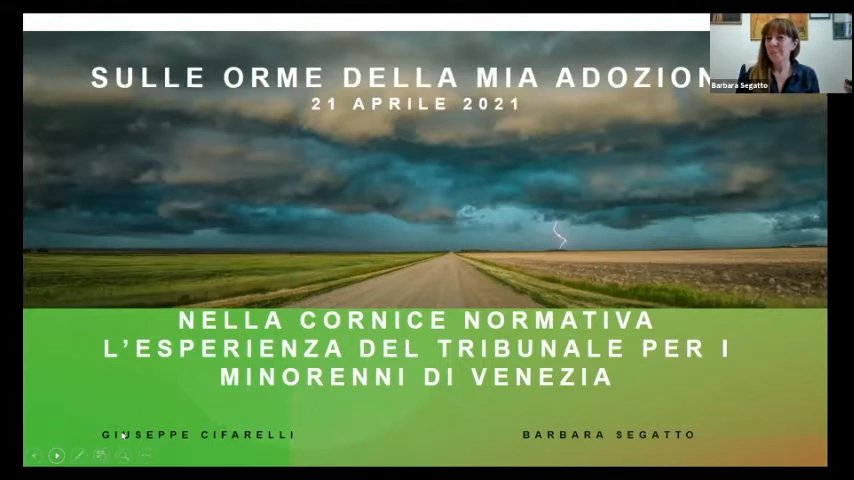 SULLE ORME DELLA MIA ADOZION
21 APRILE 2021
Barbara Segatto
NELLA CORNICE NORMATIVA
L'ESPERIENZA DEL TRIBUNALE PER I
MINORENNI DI VENEZIA
GIUSEPPE CIFARELLI
BARBARA SEGATTO